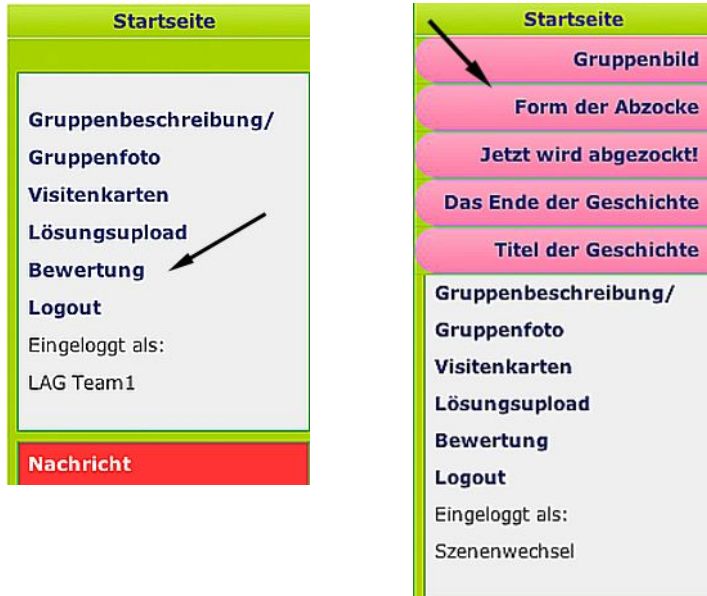 Startseite
Gruppenbeschreibung/
Gruppenfoto
Visitenkarten
Lösungsupload
Bewertung
Logout
Eingeloggt als:
LAG Team1
Nachricht
Startseite
Gruppenbild
Form der Abzocke
Jetzt wird abgezockt!
Das Ende der Geschichte
Titel der Geschichte
Gruppenbeschreibung/
Gruppenfoto
Visitenkarten
Lösungsupload
Bewertung
Logout
Eingeloggt als:
Szenenwechsel